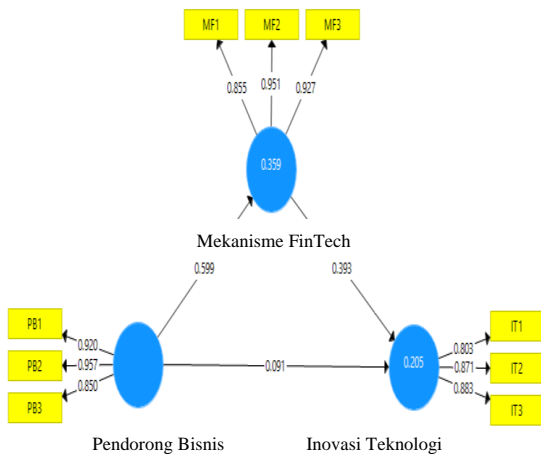 MF1 MF2 MF3
0.855 0.951 0.927
0.359
Mekanisme FinTech
0.599 0.393
PB1
0.920
PB2
0.957
PB3
0.850
0.091
0.205
IT1
0.803
IT2
0.871
IT3
0.883
Pendorong Bisnis Inovasi Teknologi